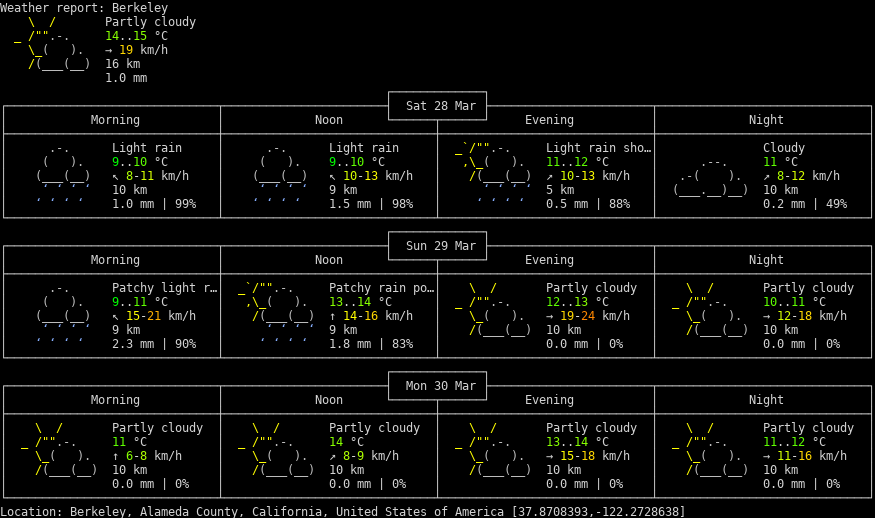 Weather report: Berkeley
Partly cloudy
14..15 °C
→ 19 km/h
16 km
1.0 mm
Sat 28 Mar
Morning Noon Evening Night
Light rain Light rain Light rain sho… Cloudy
9..10 °C 9..10 °C 11..12 °C 11 °C
↖ 8-11 km/h ↖ 10-13 km/h ↗ 10-13 km/h ↗ 8-12 km/h
10 km 9 km 5 km 10 km
1.0 mm | 99% 1.5 mm | 98% 0.5 mm | 88% 0.2 mm | 49%
Sun 29 Mar
Morning Noon Evening Night
Patchy light r… Patchy rain po… Partly cloudy Partly cloudy
9..11 °C 13..14 °C 12..13 °C 10..11 °C
↖ 15-21 km/h ↑ 14-16 km/h → 19-24 km/h → 12-18 km/h
9 km 9 km 10 km 10 km
2.3 mm | 90% 1.8 mm | 83% 0.0 mm | 0% 0.0 mm | 0%
Mon 30 Mar
Morning Noon Evening Night
Partly cloudy Partly cloudy Partly cloudy Partly cloudy
11 °C 14 °C 13..14 °C 11..12 °C
↑ 6-8 km/h ↗ 8-9 km/h → 15-18 km/h → 11-16 km/h
10 km 10 km 10 km 10 km
0.0 mm | 0% 0.0 mm | 0% 0.0 mm | 0% 0.0 mm | 0%
Location: Berkeley, Alameda County, California, United States of America [37.8708393,-122.2728638]